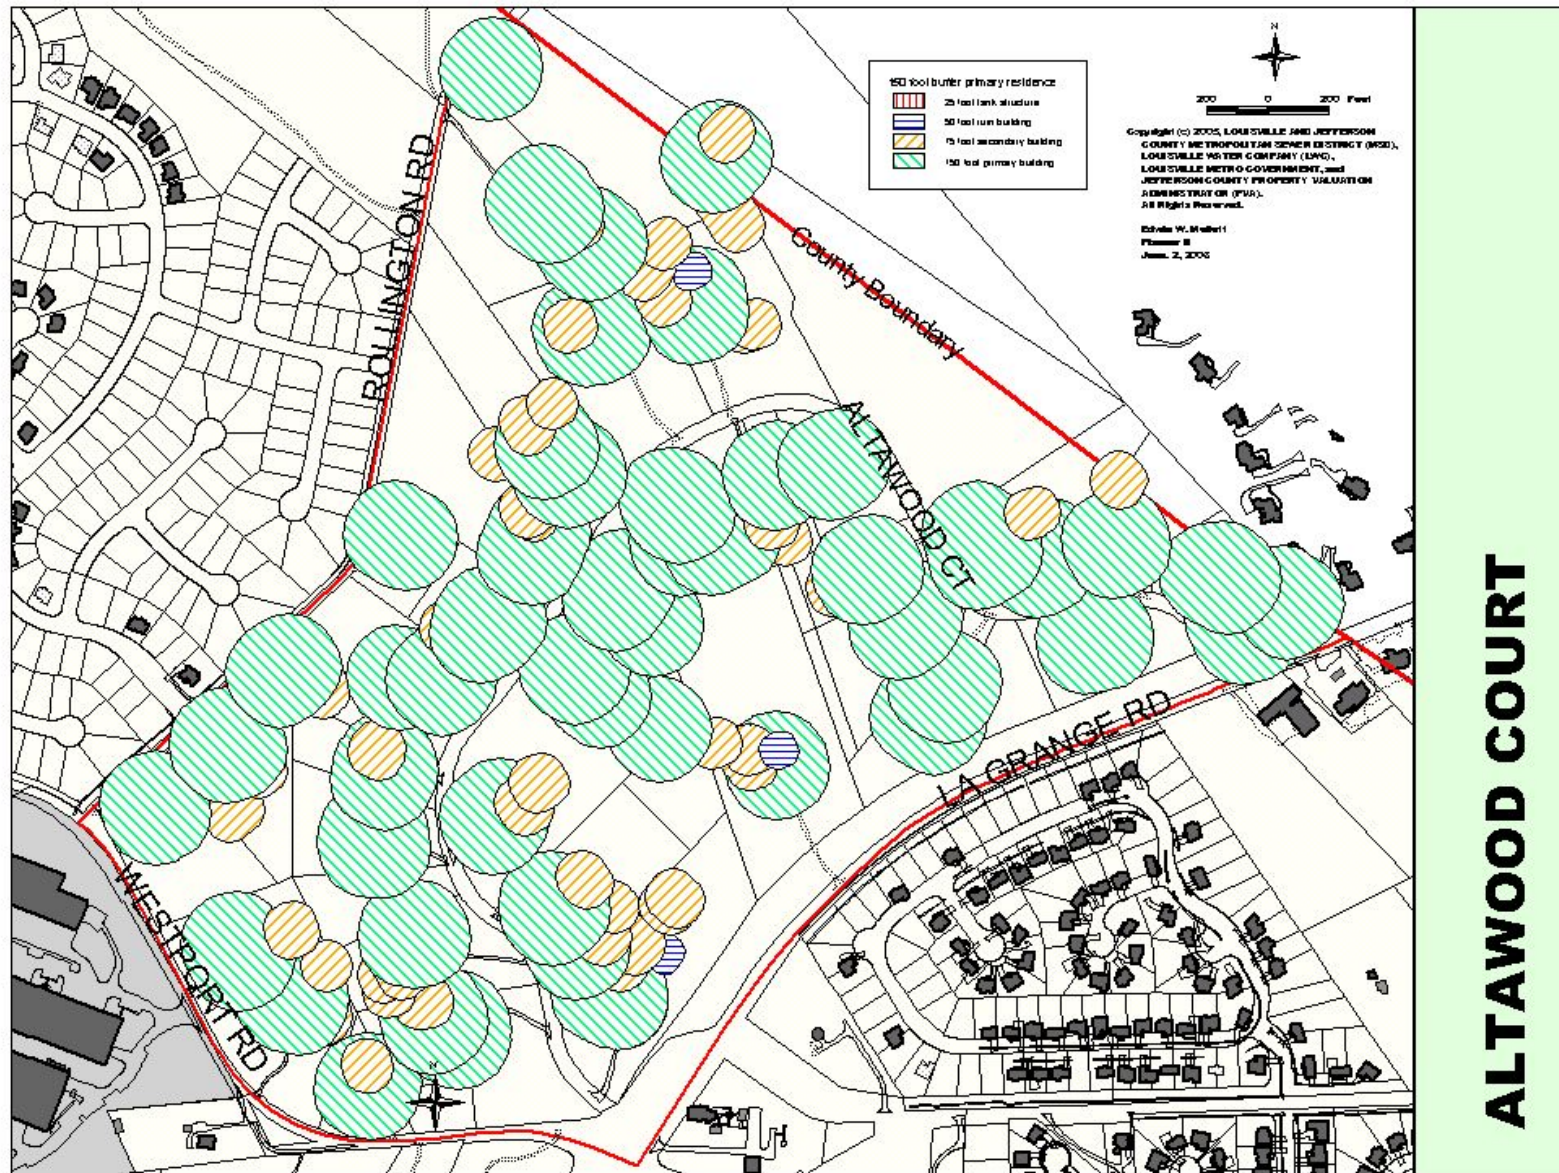 N
150 foot buffer primary residence
25 foot tank structure
50 foot ruin building
75 foot secondary building
150 foot primary building
200 0 200 Feet
Copyright (c) 2005, LOUISVILLE AND JEFFERSON
COUNTY METROPOLITAN SEWER DISTRICT (MSD),
LOUISVILLE WATER COMPANY (LWC),
LOUISVILLE METRO GOVERNMENT, and
JEFFERSON COUNTY PROPERTY VALUATION
ADMINISTRATOR (PVA).
All Rights Reserved.
Planner II
ROLLINGTON RD
County Boundary
ALTAWOOD CT
LA GRANGE RD
WESTPORT RD
N
ALTAWOOD COURT